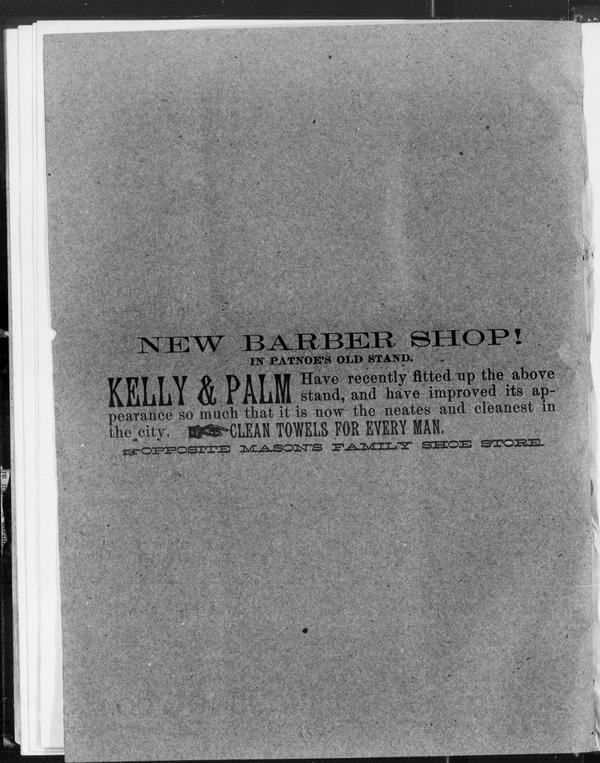 NEW BARBER SHOP!
IN PATNOE'S OLD STAND.
KELLY & PALM Have recently fitted up the above
stand, and have improved its ap-
pearance so much that it is now the neates and cleanest in
the city. ☛CLEAN TOWELS FOR EVERY MAN.
☞OPPOSITE MASON'S FAMILY SHOE STORE.